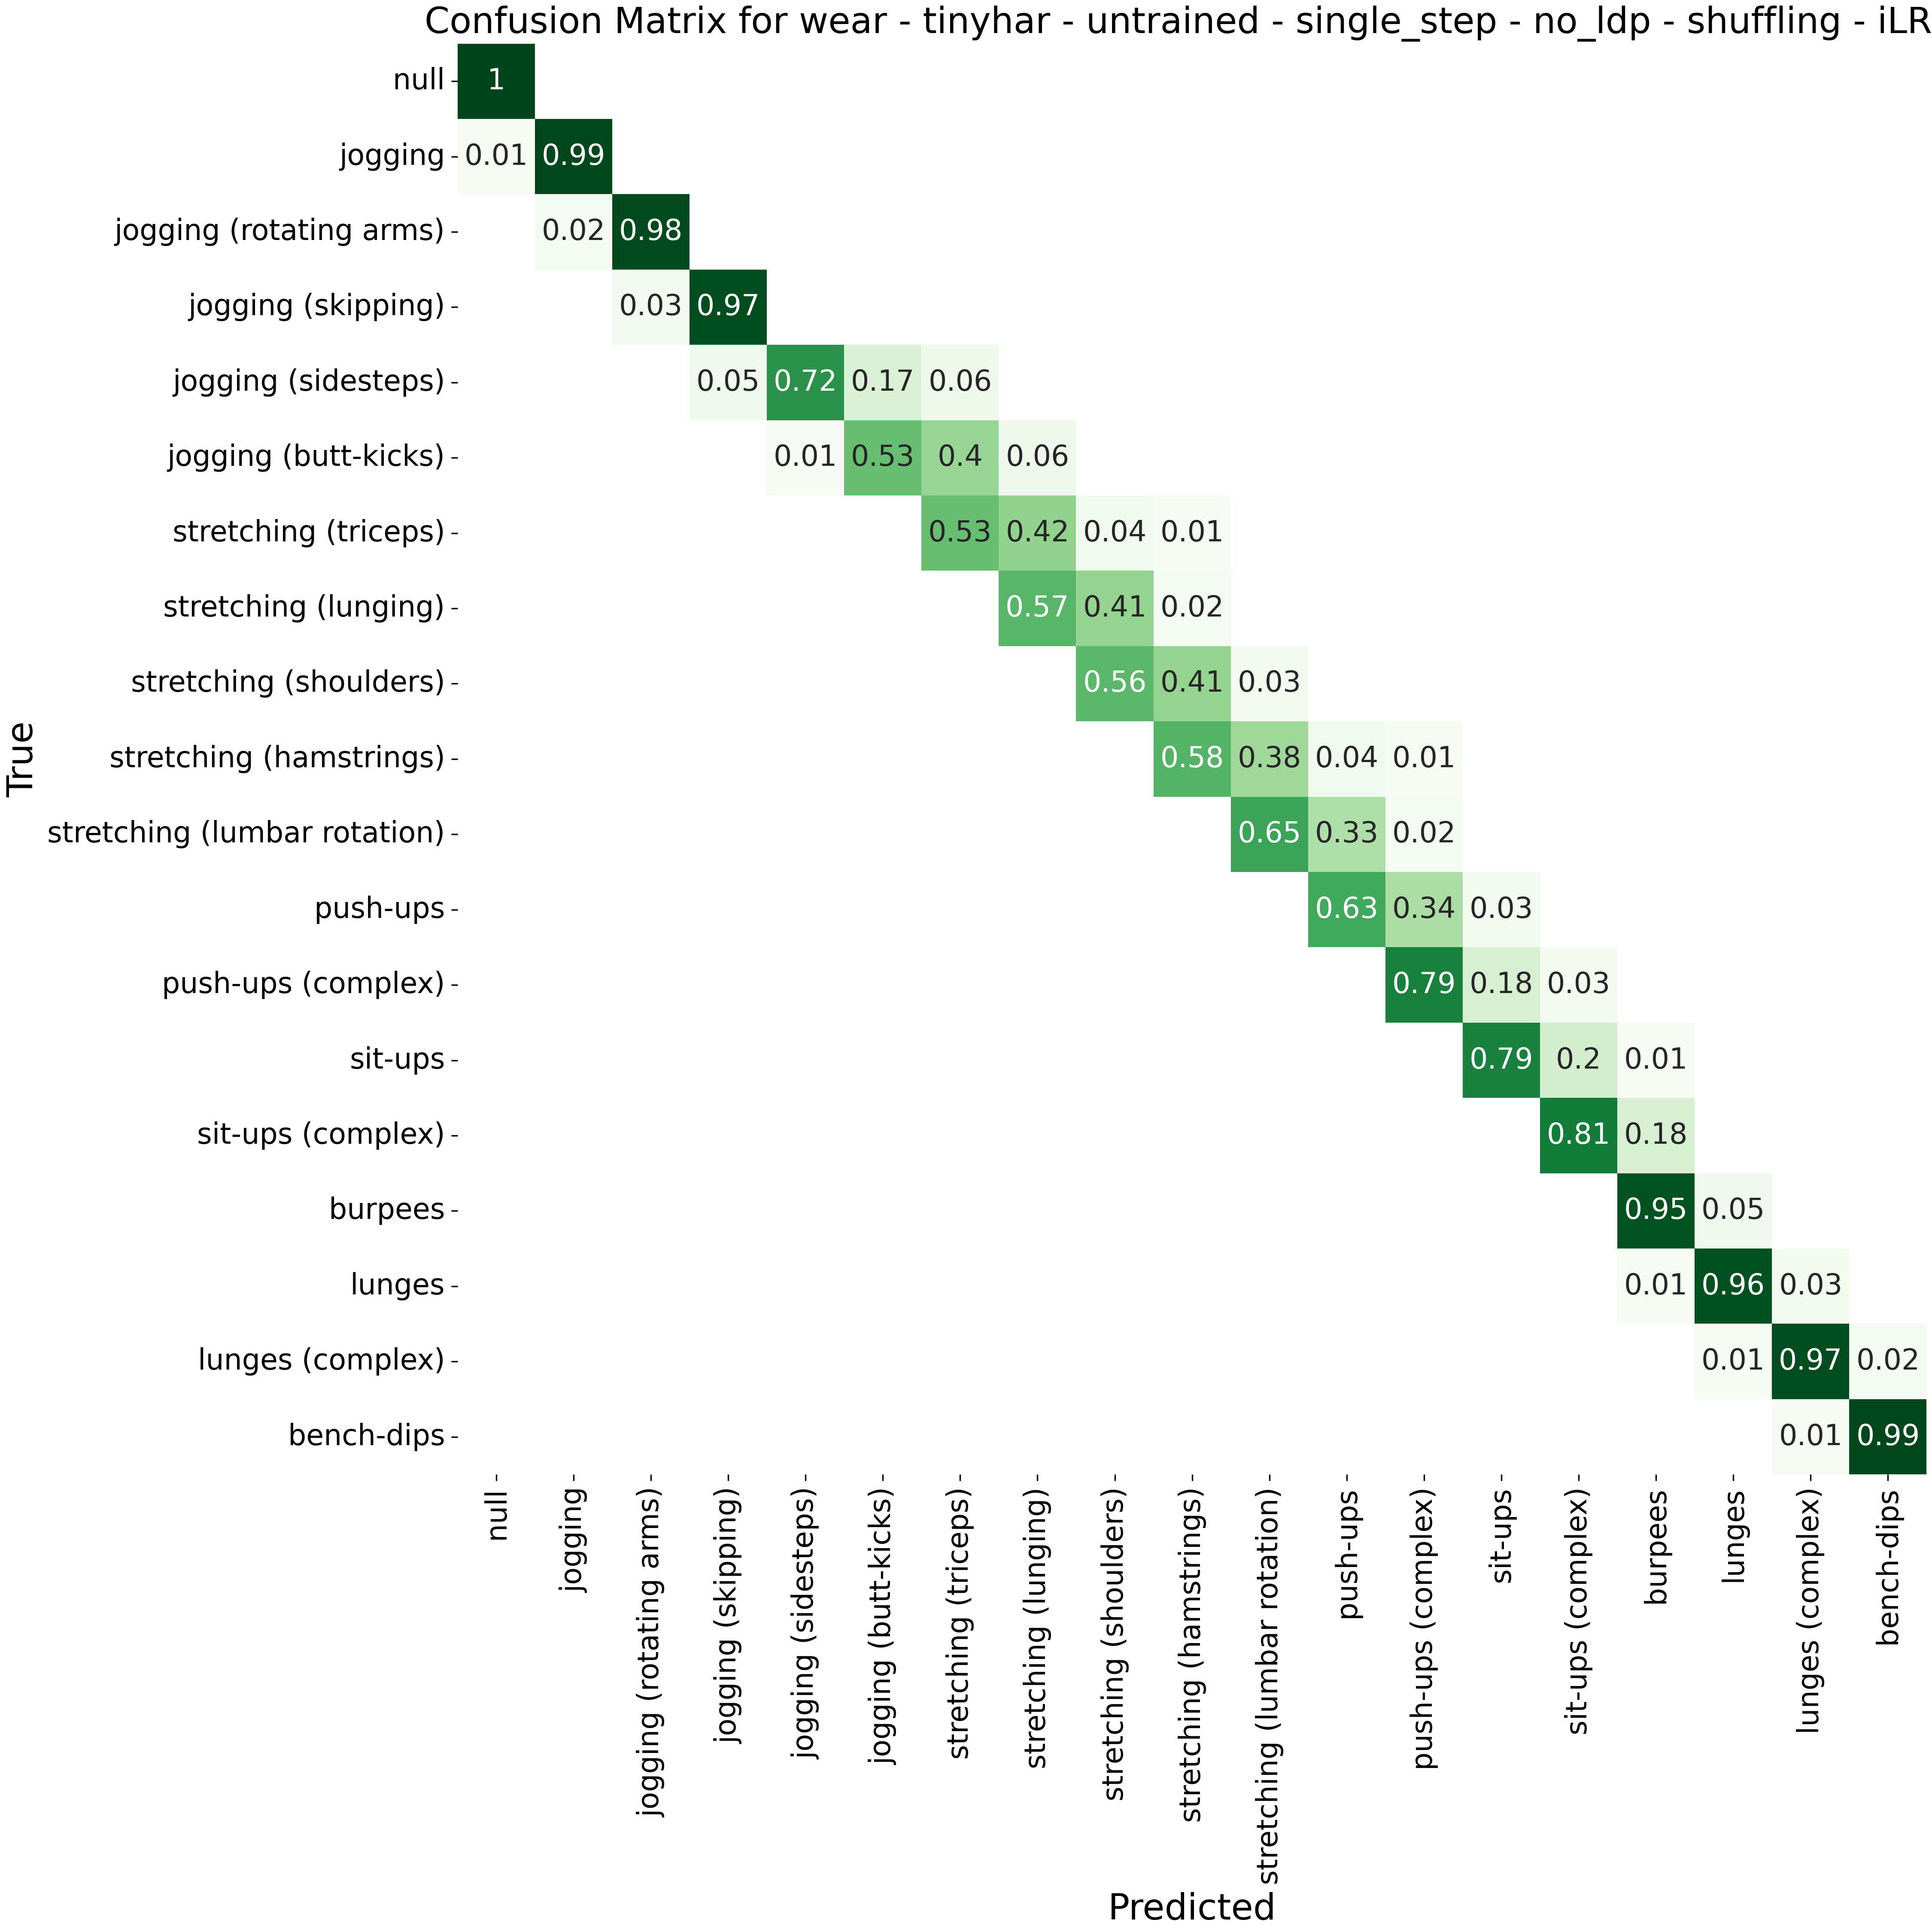 Confusion Matrix for wear - tinyhar - untrained - single_step - no_ldp - shuffling - iLR
null 1
jogging 0.01 0.99
jogging (rotating arms) 0.02 0.98
jogging (skipping) 0.03 0.97
jogging (sidesteps) 0.05 0.72 0.17 0.06
jogging (butt-kicks) 0.01 0.53 0.4 0.06
stretching (triceps) 0.53 0.42 0.04 0.01
stretching (lunging) 0.57 0.41 0.02
stretching (shoulders) 0.56 0.41 0.03
stretching (hamstrings) 0.58 0.38 0.04 0.01
stretching (lumbar rotation) 0.65 0.33 0.02
push-ups 0.63 0.34 0.03
push-ups (complex) 0.79 0.18 0.03
sit-ups 0.79 0.2 0.01
sit-ups (complex) 0.81 0.18
burpees 0.95 0.05
lunges 0.01 0.96 0.03
lunges (complex) 0.01 0.97 0.02
bench-dips 0.01 0.99
True
null
jogging
jogging (rotating arms)
jogging (skipping)
jogging (sidesteps)
jogging (butt-kicks)
stretching (triceps)
stretching (lunging)
stretching (shoulders)
stretching (hamstrings)
stretching (lumbar rotation)
push-ups
push-ups (complex)
sit-ups
sit-ups (complex)
burpees
lunges
lunges (complex)
bench-dips
Predicted